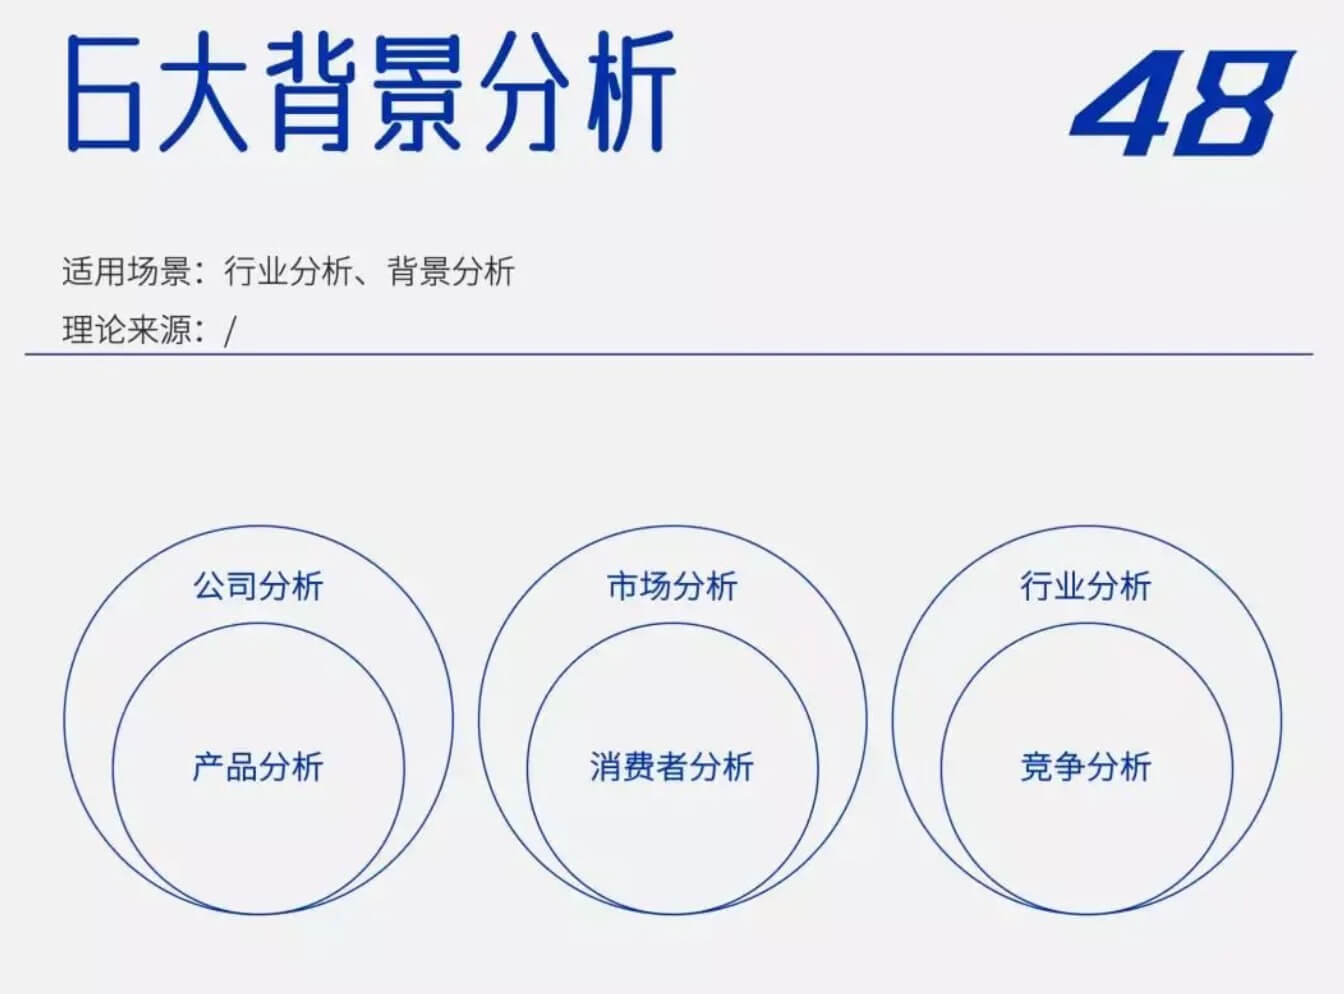 6大背景分析
48
适用场景：行业分析、背景分析
理论来源：/
公司分析
市场分析
行业分析
产品分析
消费者分析
竞争分析